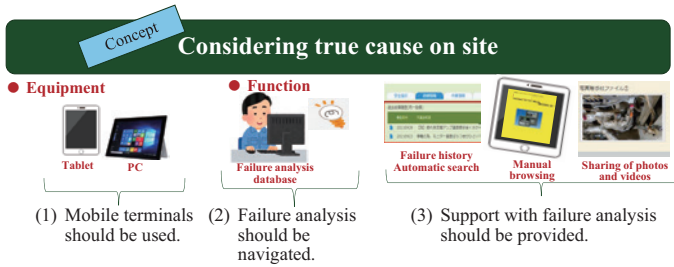 Concept
Considering true cause on site
● Equipment
● Function
Tablet
PC
Failure analysis
database
Failure history
Automatic search
Manual
browsing
Sharing of photos
and videos
(1) Mobile terminals
should be used.
(2) Failure analysis
should be
navigated.
(3) Support with failure analysis
should be provided.